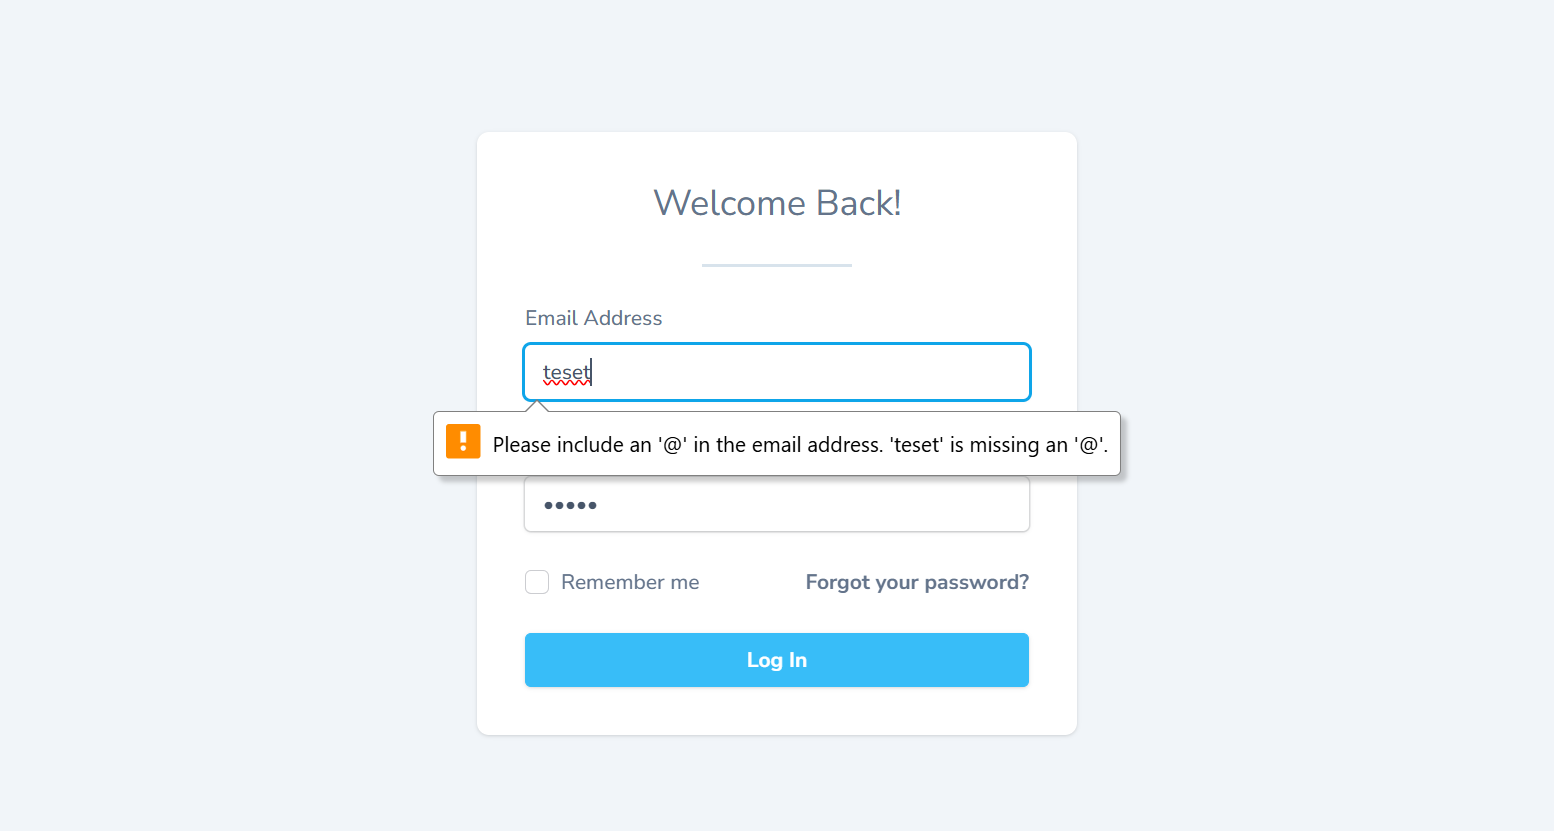 Welcome Back!
Email Address
teset
Please include an '@' in the email address. 'teset' is missing an '@'.
•••••
Remember me
Forgot your password?
Log In